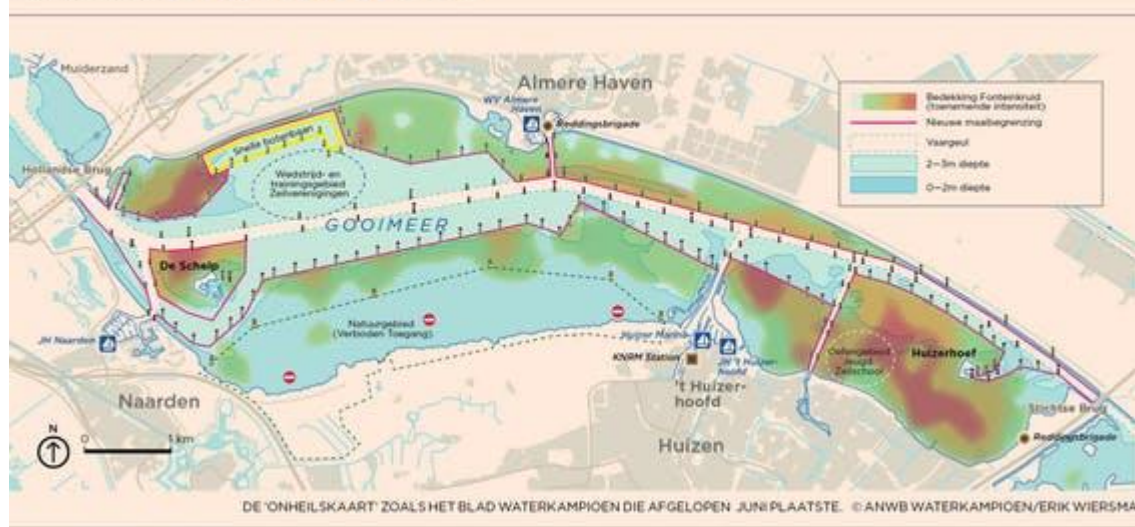 Muiderzand
Almere Haven
WV Almere
Haven
Reddingsbrigade
Snelle botenbaan
Hollandse Brug
Wedstrijd- en
trainingsgebied
Zeilverenigingen
GOOIMEER
De Schelp
JH Naarden
Natuurgebied
(Verboden Toegang)
Huizer Marina
KNRM Station
JH 't Huizer-
hoofd
't Huizer-
hoofd
Oefengebied
Jeugd
Zeilschool
Huizerhoef
Stichtse Brug
Reddingsbrigade
Naarden
Huizen
N
0 1 km
Bedekking Fonteinkruid
(toenemende intensiteit)
Nieuwe maaibegrenzing
Vaargeul
2–3m diepte
0–2m diepte
DE 'ONHEILSKAART' ZOALS HET BLAD WATERKAMPIOEN DIE AFGELOPEN JUNI PLAATSTE. © ANWB WATERKAMPIOEN/ERIK WIERSMA